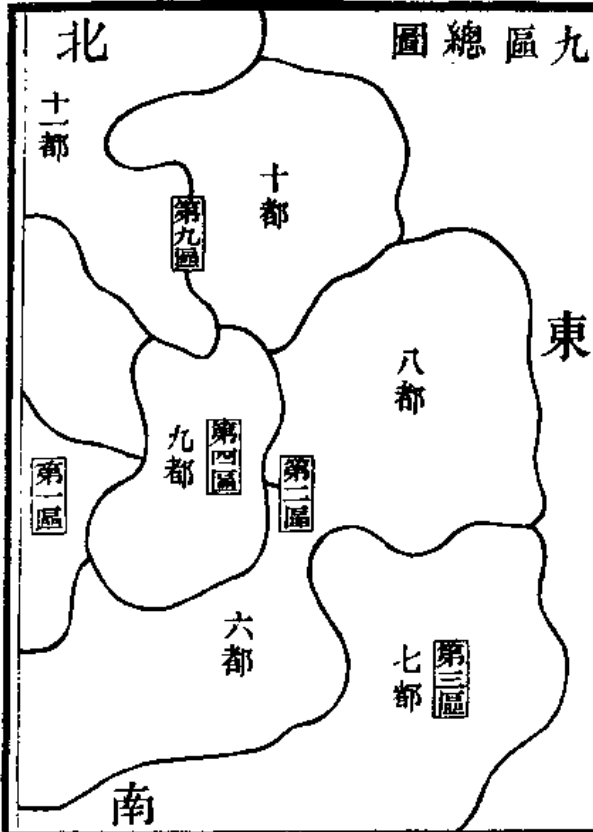 九區總圖
北
東
南
十一都
十都
第九區
八都
九都
第四區
第二區
第一區
六都
七都
第三區